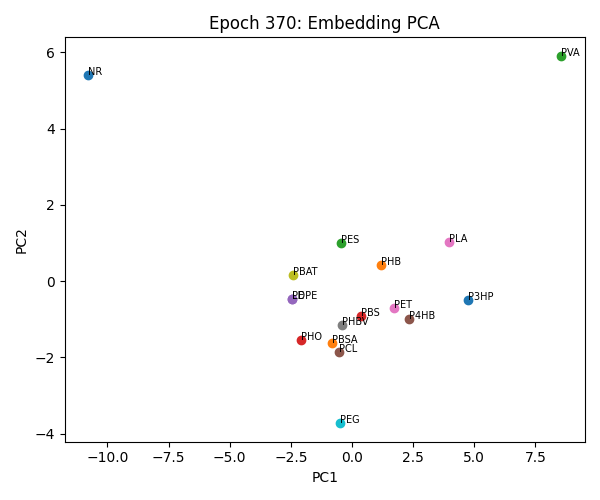 Epoch 370: Embedding PCA
PC2
6
4
2
0
−2
−4
NR
PVA
PES
PLA
PHB
PBAT
P3HP
PET
PBS
P4HB
PHBV
PHO
PBSA
PCL
PEG
−10.0
−7.5
−5.0
−2.5
0.0
2.5
5.0
7.5
PC1